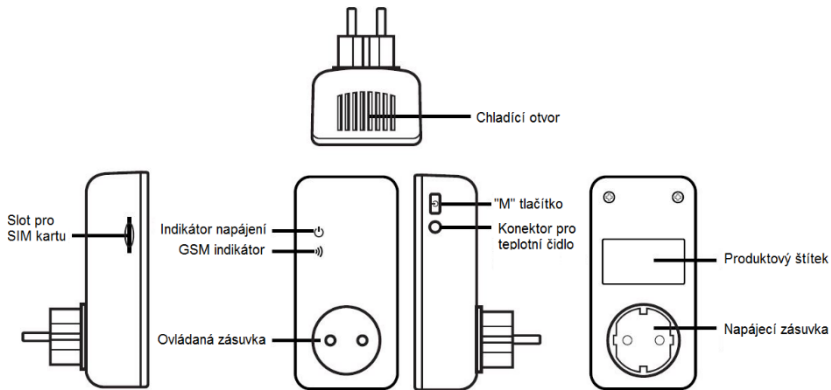 Chladící otvor
Slot pro
SIM kartu
Indikátor napájení
GSM indikátor
Ovládaná zásuvka
"M" tlačítko
Konektor pro
teplotní čidlo
Produktový štítek
Napájecí zásuvka